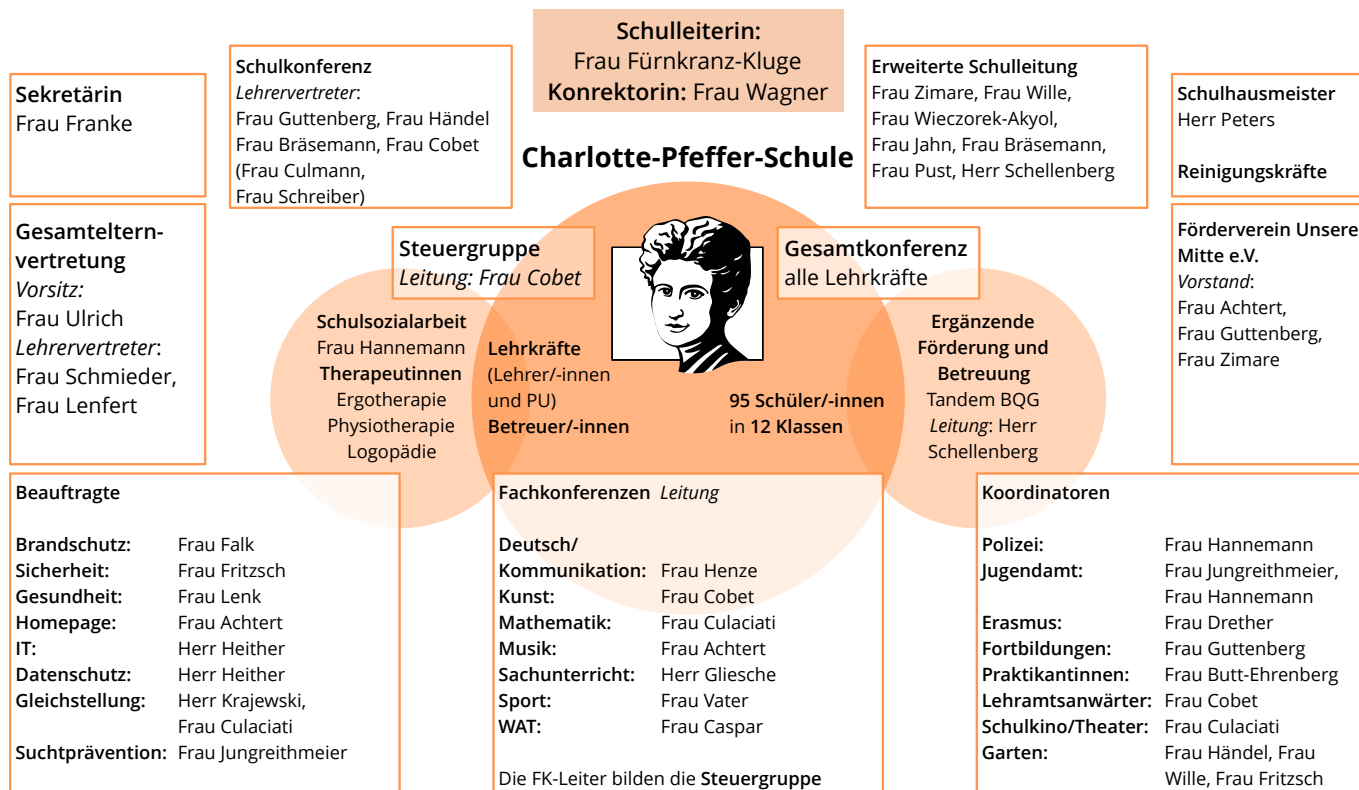 Schulleiterin:
Frau Fürnkranz-Kluge
Konrektorin: Frau Wagner
Sekretärin
Frau Franke
Schulkonferenz
Lehrervertreter:
Frau Guttenberg, Frau Händel
Frau Bräsemann, Frau Cobet
(Frau Culmann,
Frau Schreiber)
Erweiterte Schulleitung
Frau Zimare, Frau Wille,
Frau Wieczorek-Akyol,
Frau Jahn, Frau Bräsemann,
Frau Pust, Herr Schellenberg
Schulhausmeister
Herr Peters
Reinigungskräfte
Charlotte-Pfeffer-Schule
Gesamteltern-
vertretung
Vorsitz:
Frau Ulrich
Lehrervertreter:
Frau Schmieder,
Frau Lenfert
Steuergruppe
Leitung: Frau Cobet
Gesamtkonferenz
alle Lehrkräfte
Förderverein Unsere
Mitte e.V.
Vorstand:
Frau Achtert,
Frau Guttenberg,
Frau Zimare
Schulsozialarbeit
Frau Hannemann
Therapeutinnen
Ergotherapie
Physiotherapie
Logopädie
Lehrkräfte
(Lehrer/-innen
und PU)
Betreuer/-innen
95 Schüler/-innen
in 12 Klassen
Ergänzende
Förderung und
Betreuung
Tandem BQG
Leitung: Herr
Schellenberg
Beauftragte
Brandschutz: Frau Falk
Sicherheit: Frau Fritzsch
Gesundheit: Frau Lenk
Homepage: Frau Achtert
IT: Herr Heither
Datenschutz: Herr Heither
Gleichstellung: Herr Krajewski,
Frau Culaciati
Suchtprävention: Frau Jungreithmeier
Fachkonferenzen Leitung
Deutsch/
Kommunikation: Frau Henze
Kunst: Frau Cobet
Mathematik: Frau Culaciati
Musik: Frau Achtert
Sachunterricht: Herr Gliesche
Sport: Frau Vater
WAT: Frau Caspar
Die FK-Leiter bilden die Steuergruppe
Koordinatoren
Polizei: Frau Hannemann
Jugendamt: Frau Jungreithmeier,
Frau Hannemann
Erasmus: Frau Drether
Fortbildungen: Frau Guttenberg
Praktikantinnen: Frau Butt-Ehrenberg
Lehramtsanwärter: Frau Cobet
Schulkino/Theater: Frau Culaciati
Garten: Frau Händel, Frau
Wille, Frau Fritzsch